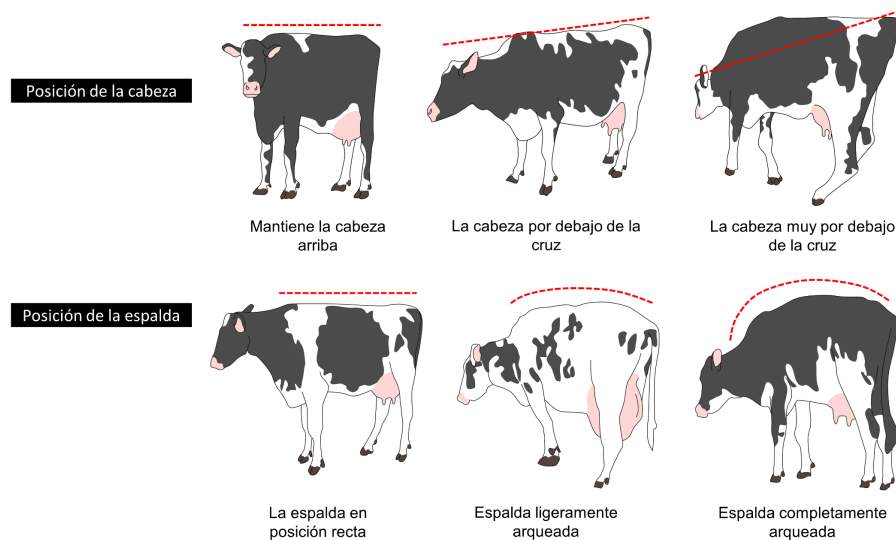 Posición de la cabeza
Mantiene la cabeza
arriba
La cabeza por debajo de la
cruz
La cabeza muy por debajo
de la cruz
Posición de la espalda
La espalda en
posición recta
Espalda ligeramente
arqueada
Espalda completamente
arqueada